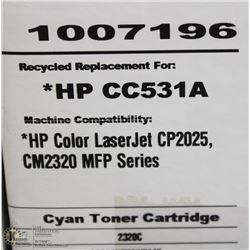 1007196
Recycled Replacement For:
*HP CC531A
Machine Compatibility:
*HP Color LaserJet CP2025,
CM2320 MFP Series
Cyan Toner Cartridge
2320C